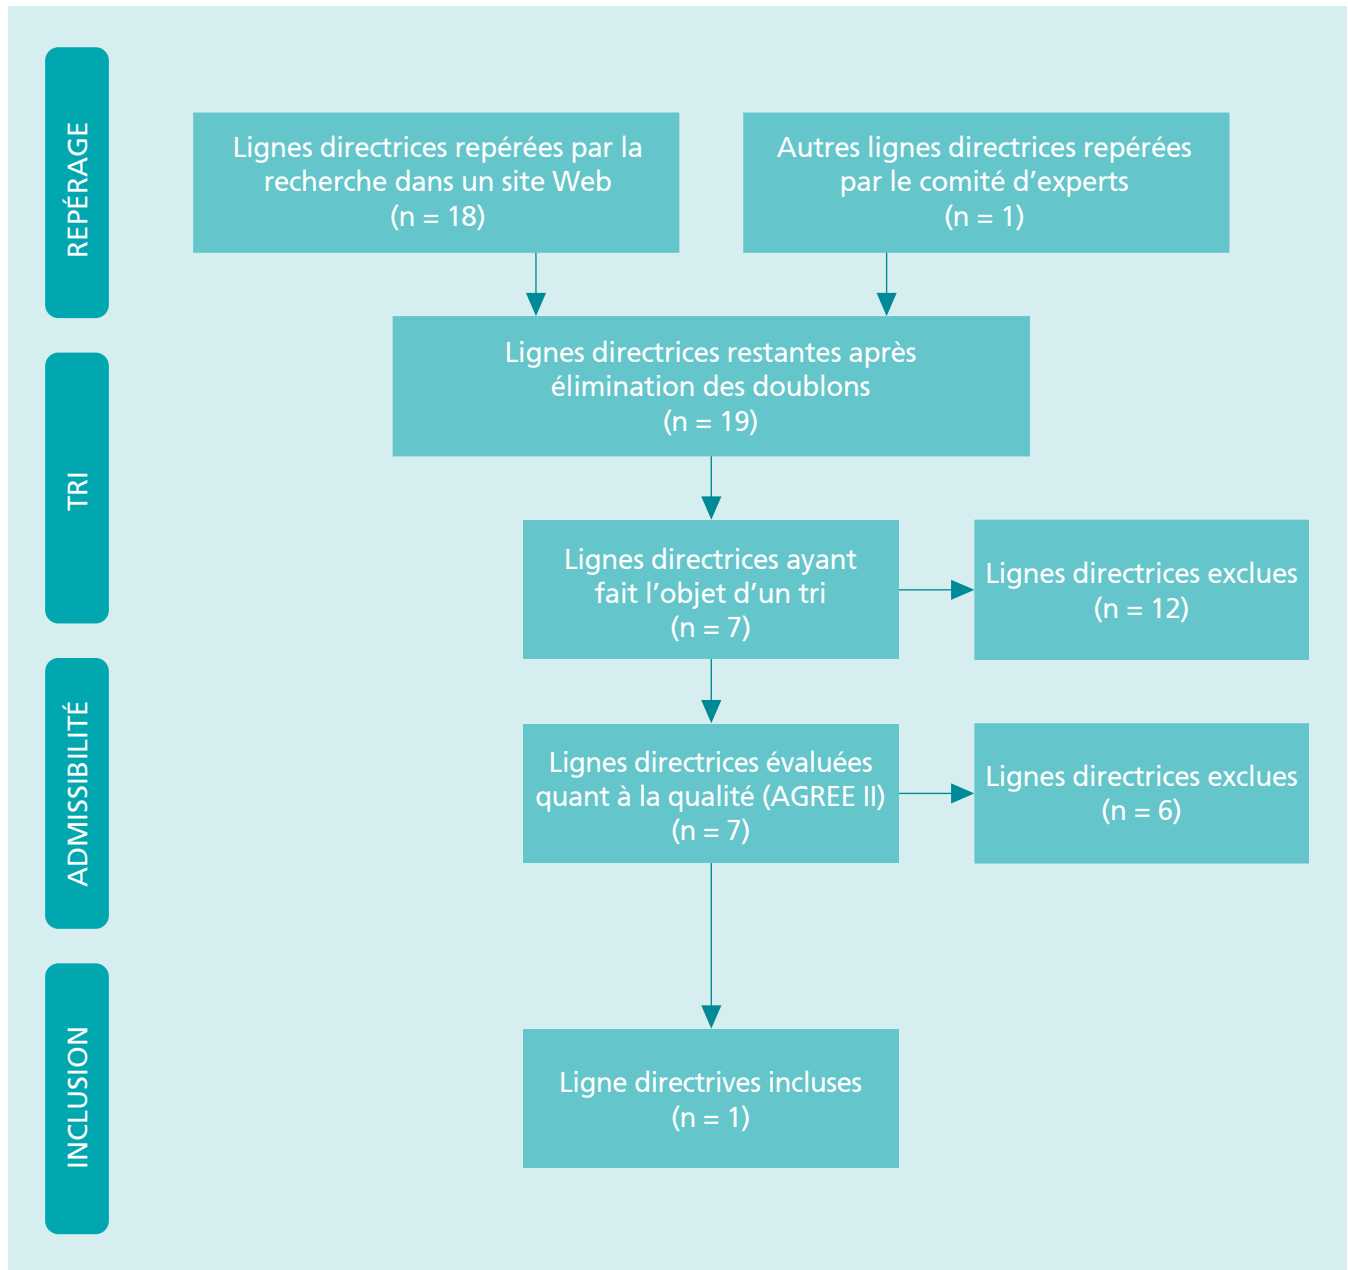 REPÉRAGE
Lignes directrices repérées par la
recherche dans un site Web
(n = 18)
Autres lignes directrices repérées
par le comité d’experts
(n = 1)
Lignes directrices restantes après
élimination des doublons
(n = 19)
TRI
Lignes directrices ayant
fait l’objet d’un tri
(n = 7)
Lignes directrices exclues
(n = 12)
ADMISSIBILITÉ
Lignes directrices évaluées
quant à la qualité (AGREE II)
(n = 7)
Lignes directrices exclues
(n = 6)
INCLUSION
Ligne directrives incluses
(n = 1)